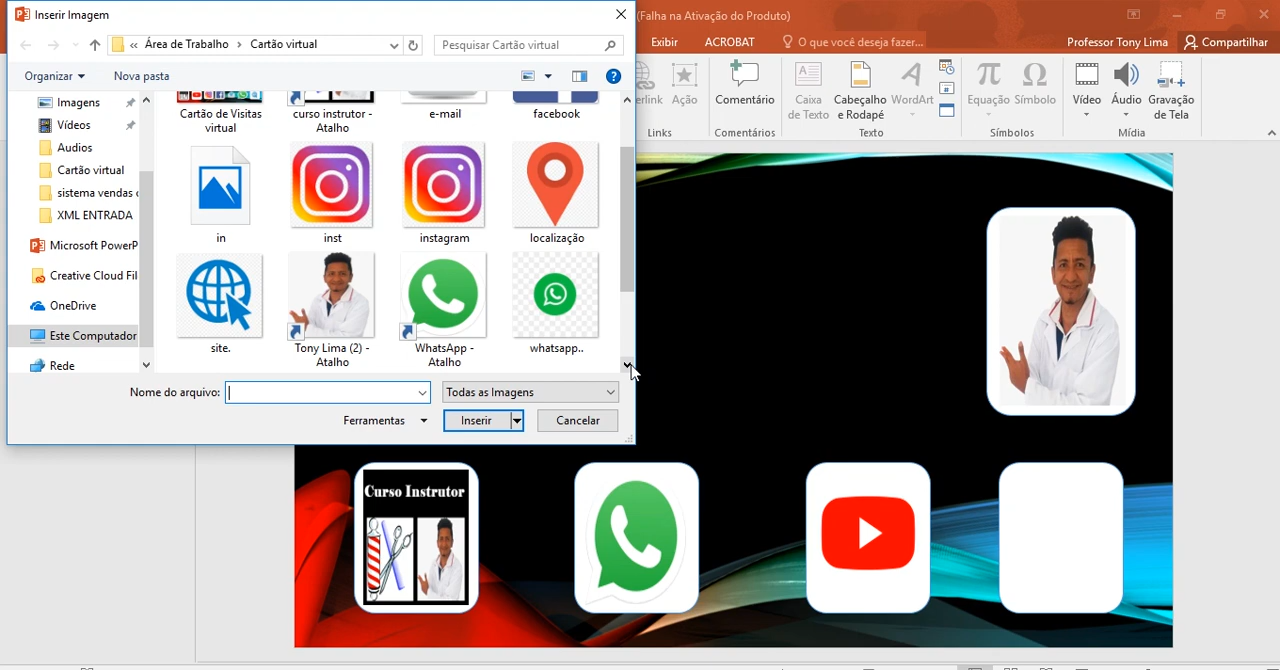 Inserir Imagem
(Falha na Ativação do Produto)
Exibir
ACROBAT
O que você deseja fazer...
Professor Tony Lima
Compartilhar
« Área de Trabalho > Cartão virtual
Pesquisar Cartão virtual
Organizar
Nova pasta
Imagens
Vídeos
Audios
Cartão virtual
sistema vendas
XML ENTRADA
Microsoft PowerP
Creative Cloud Fil
OneDrive
Este Computador
Rede
Cartão de Visitas
virtual
curso instrutor -
Atalho
e-mail
facebook
in
inst
instagram
localização
site.
Tony Lima (2) -
Atalho
WhatsApp -
Atalho
whatsapp..
Nome do arquivo:
Todas as Imagens
Ferramentas
Inserir
Cancelar
erlink
Ação
Links
Comentário
Comentários
Caixa
de Texto
Cabeçalho
e Rodapé
WordArt
Texto
Equação
Símbolo
Símbolos
Vídeo
Áudio
Gravação
de Tela
Mídia
Curso Instrutor